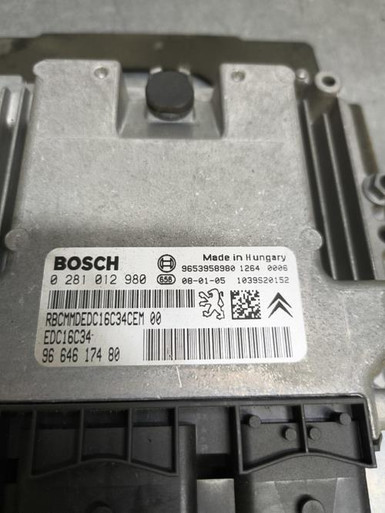 BOSCH
Made in Hungary
9653958980 1264 0006
0 281 012 980 658 08-01-05 1039S20152
RBCMMDEDC16C34CEM 00
EDC16C34-
96 646 174 80